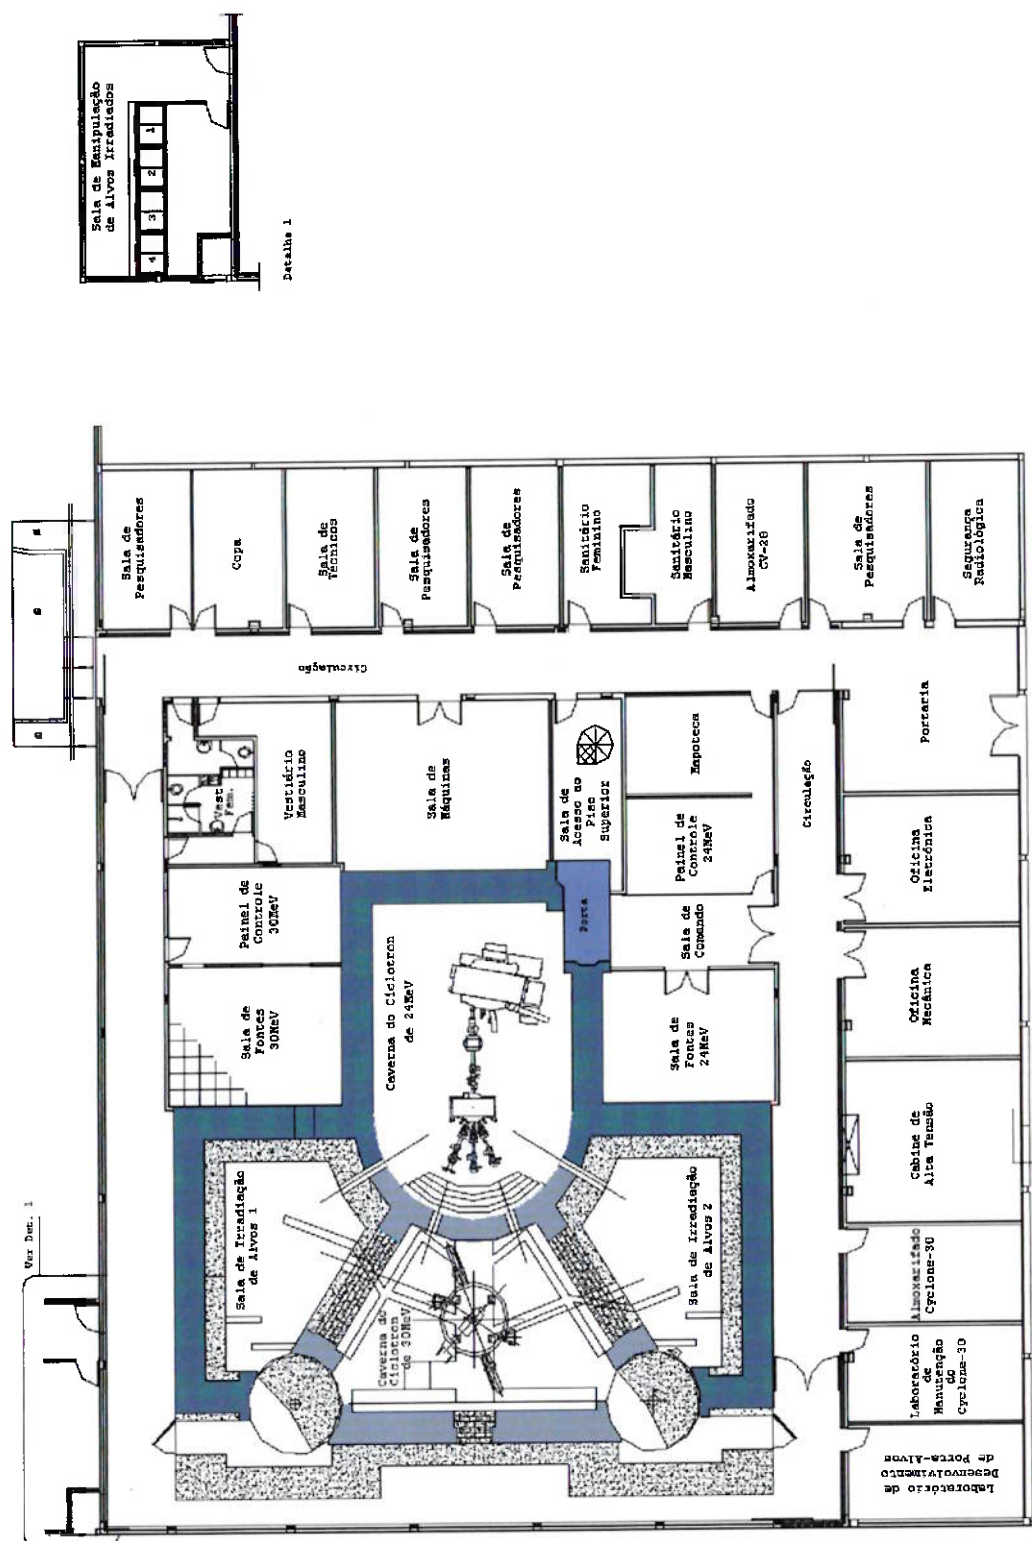 Sala de Manipulação
de Alvos Irradiados
1
2
3
4
Detalhe 1
Ver Det. 1
Sala de
Pesquisadores
Copa
Sala de
Técnicos
Sala de
Pusquisadores
Sala de
Pesquisadores
Sanitário
Feminino
Sanitário
Masculino
Almoxarifado
CV-28
Sala de
Pesquisadores
Segurança
Radiológica
Circulação
Vest
Fem.
Vestiário
Masculino
Sala de
Máquinas
Sala de
Acesso ao
Piso
Superior
Mapoteca
Circulação
Portaria
Painel de
Controle
30MeV
Porta
Painel de
Controle
24MeV
Oficina
Eletrônica
Sala de
Fontes
30MeV
Caverna do Ciclotron
de 24MeV
Sala de
Comando
Sala de
Fontes
24MeV
Oficina
Mecânica
Cabine de
Alta Tensão
Sala de Irradiação
de Alvos 1
Sala de Irradiação
de Alvos 2
Almoxarifado
Cyclone-30
Caverna do
Ciclotron
de 30MeV
Laboratório
de
Manutenção
do
Cyclone-30
Laboratório de
Desenvolvimento
de Porta-Alvos